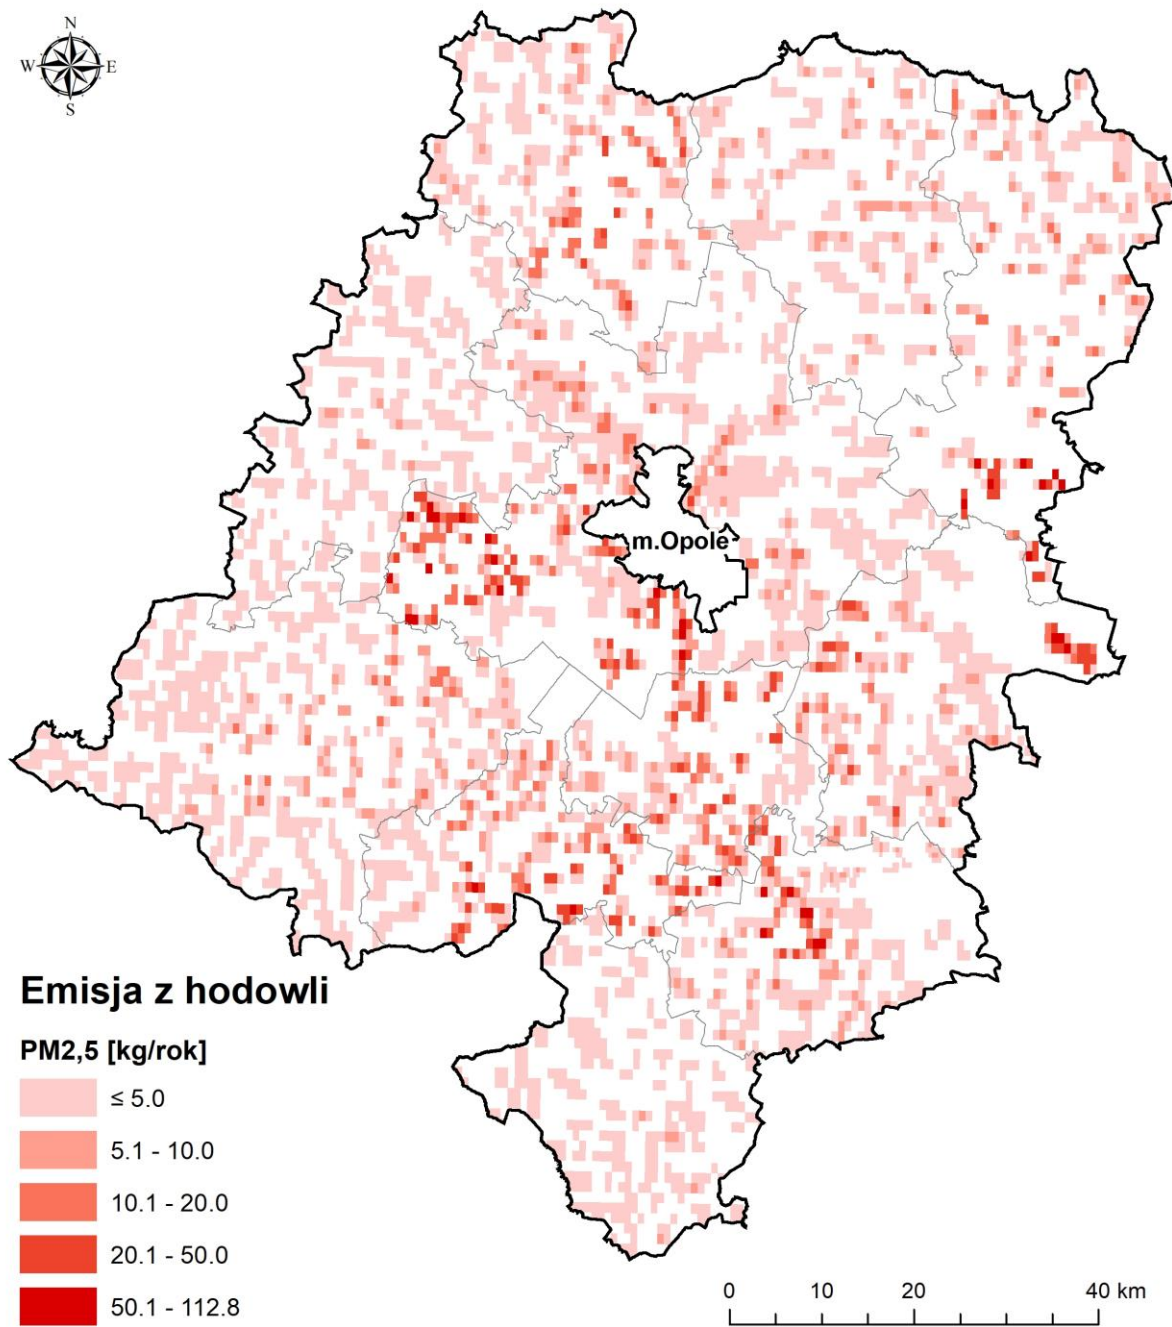 N
W E
S
m.Opole
Emisja z hodowli
PM2,5 [kg/rok]
≤ 5.0
5.1 - 10.0
10.1 - 20.0
20.1 - 50.0
50.1 - 112.8
0 10 20 40 km